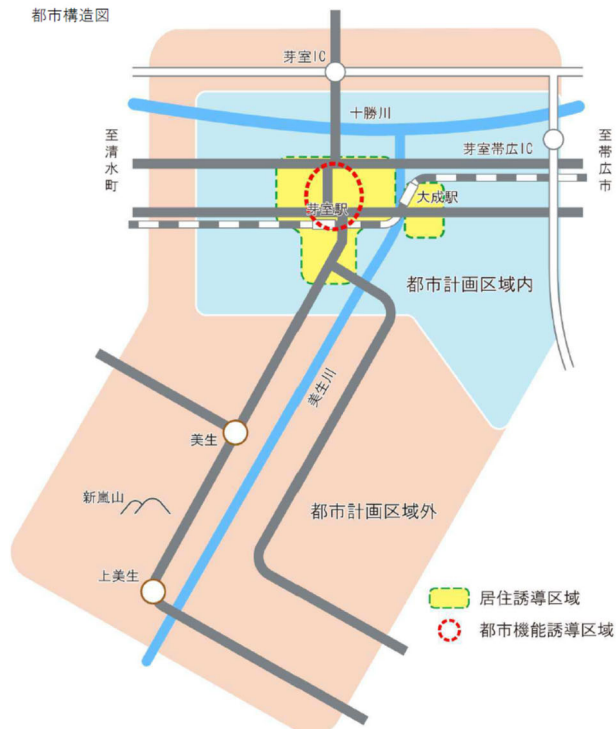 都市構造図
芽室IC
十勝川
至清水町
芽室帯広IC
至帯広市
大成駅
芽室駅
都市計画区域内
美生川
美生
新嵐山
都市計画区域外
上美生
居住誘導区域
都市機能誘導区域